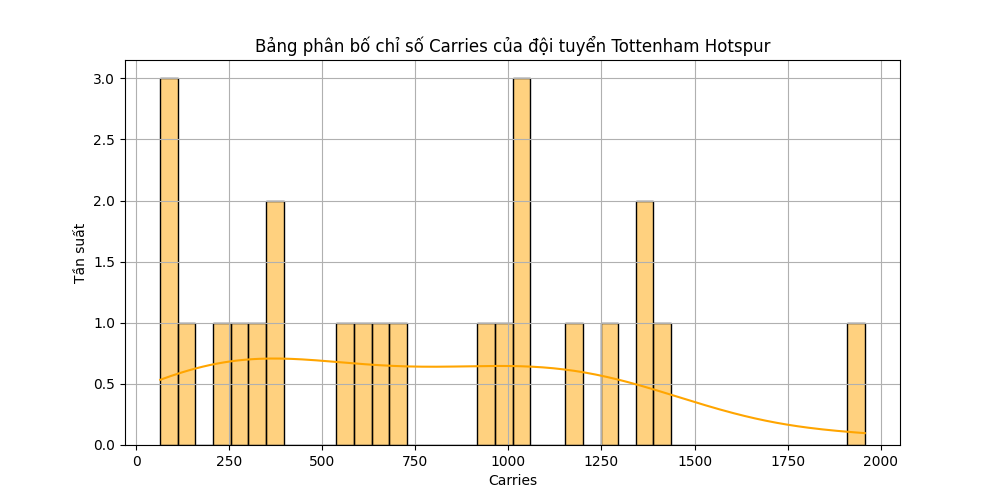 Bảng phân bố chỉ số Carries của đội tuyển Tottenham Hotspur
3.0
2.5
2.0
1.5
1.0
0.5
0.0
Tần suất
0 250 500 750 1000 1250 1500 1750 2000
Carries